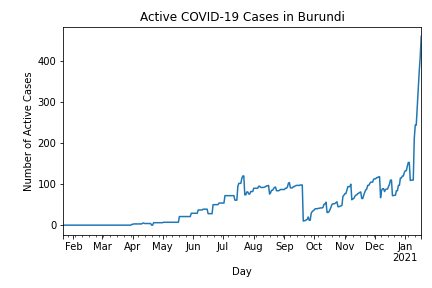 Active COVID-19 Cases in Burundi
Number of Active Cases
400
300
200
100
0
Feb Mar Apr May Jun Jul Aug Sep Oct Nov Dec Jan
2021
Day